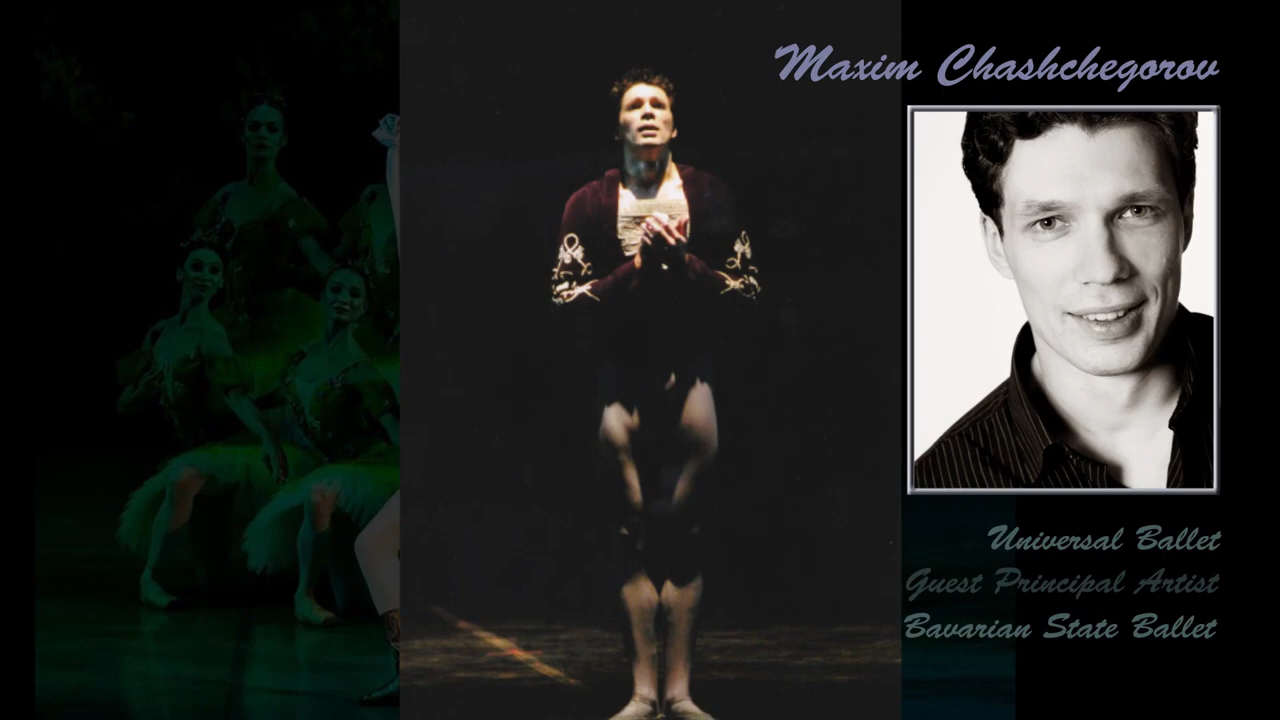 Maxim Chashchegorov
Universal Ballet
Guest Principal Artist
Bavarian State Ballet